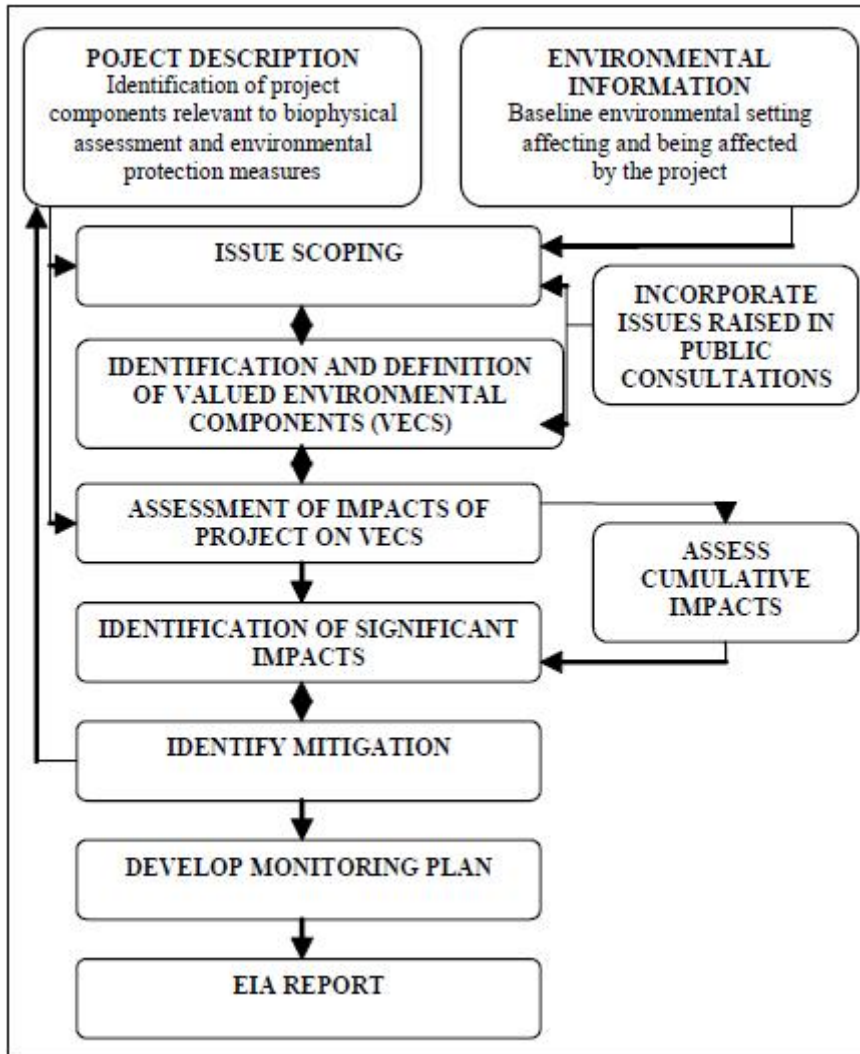 POJECT DESCRIPTION
Identification of project
components relevant to biophysical
assessment and environmental
protection measures
ENVIRONMENTAL
INFORMATION
Baseline environmental setting
affecting and being affected
by the project
ISSUE SCOPING
INCORPORATE
ISSUES RAISED IN
PUBLIC
CONSULTATIONS
IDENTIFICATION AND DEFINITION
OF VALUED ENVIRONMENTAL
COMPONENTS (VECS)
ASSESSMENT OF IMPACTS OF
PROJECT ON VECS
ASSESS
CUMULATIVE
IMPACTS
IDENTIFICATION OF SIGNIFICANT
IMPACTS
IDENTIFY MITIGATION
DEVELOP MONITORING PLAN
EIA REPORT